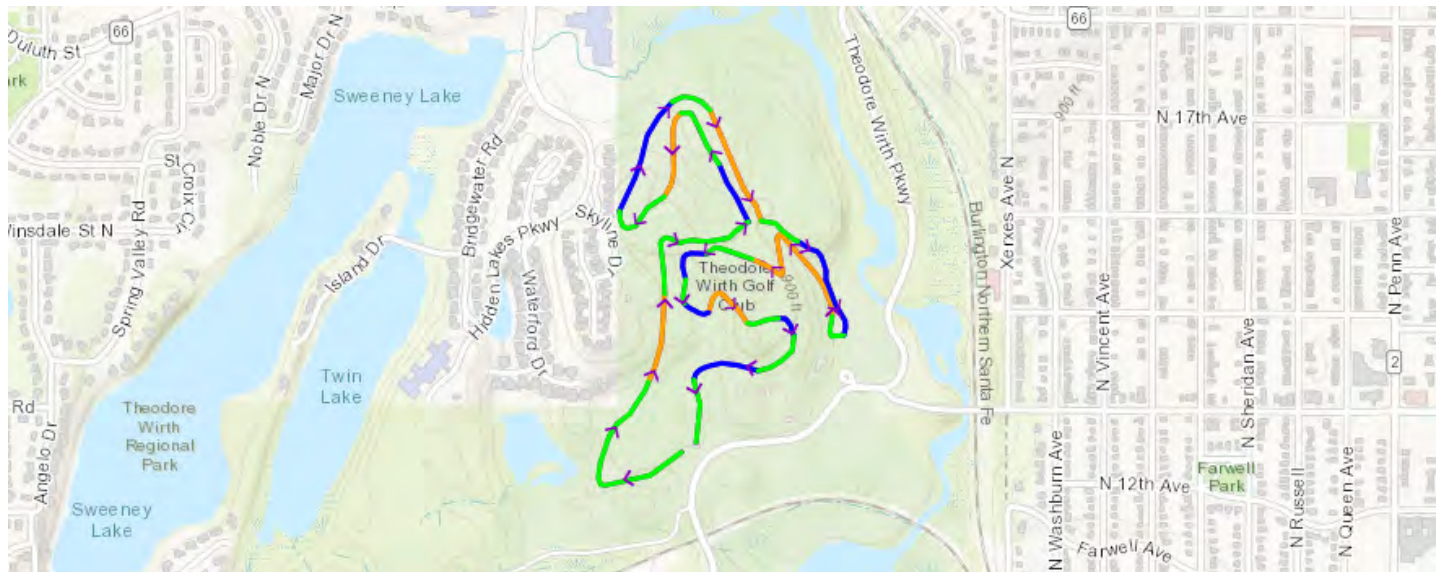 66
Duluth St
Noble Dr N
Major Dr N
ark
Sweeney Lake
Theodore Wirth Pkwy
66
900 ft
N 17th Ave
St
Croix Cir
Bridgewater Rd
Skyline Dr
Burlington Northern Santa Fe
Xerxes Ave N
N Penn Ave
Winsdale St N
Spring Valley Rd
Island Dr
Hidden Lakes Pkwy
Waterford Dr
Theodore
Wirth Golf
Club
900 ft
N Vincent Ave
N Sheridan Ave
2
Twin
Lake
Rd
Angelo Dr
Theodore
Wirth
Regional
Park
Sweeney
Lake
N Washburn Ave
N 12th Ave
Farwell
Park
N Russell
N Queen Ave
Farwell Ave